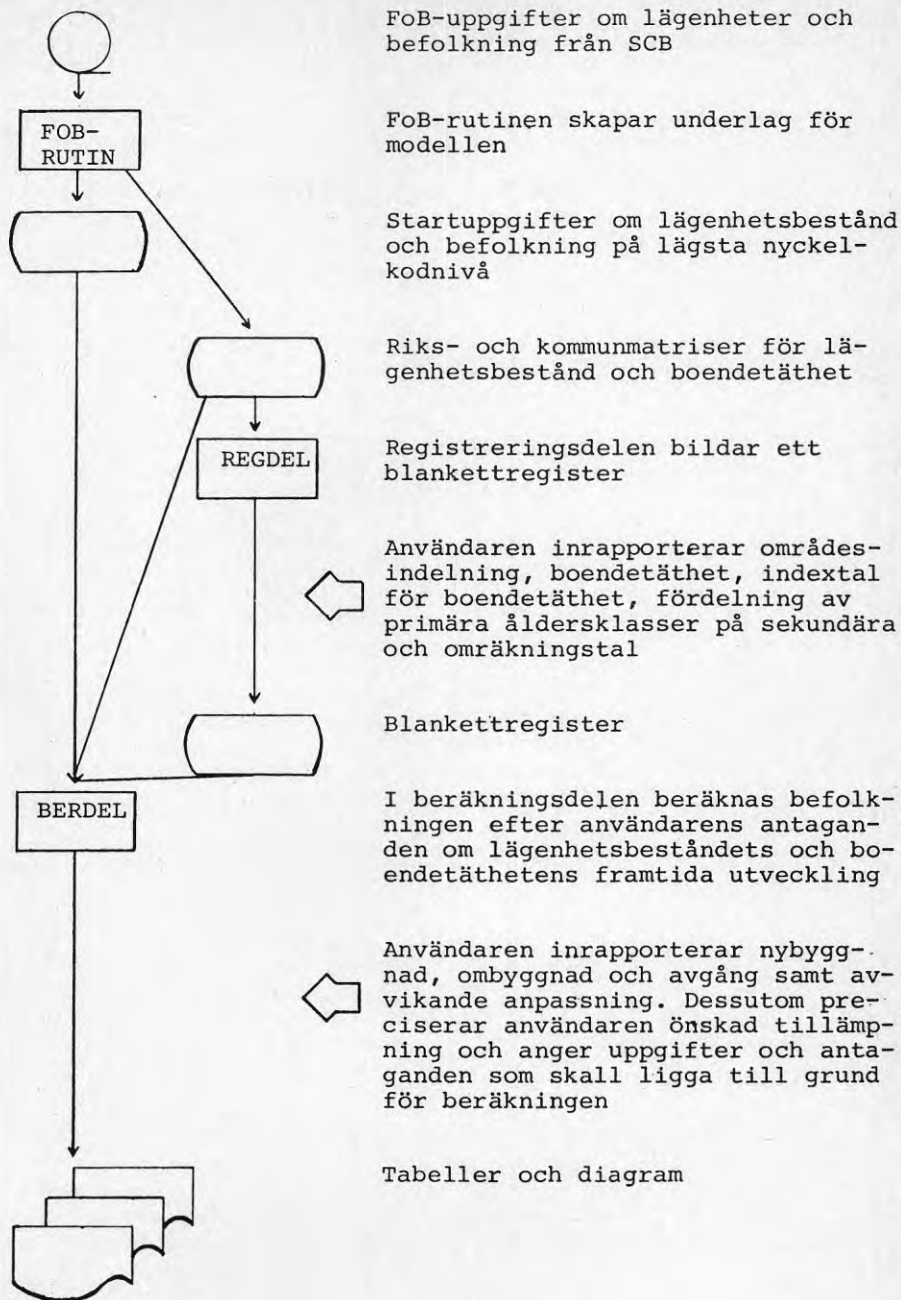 FoB-uppgifter om lägenheter och
befolkning från SCB
FOB-
RUTIN
FoB-rutinen skapar underlag för
modellen
Startuppgifter om lägenhetsbestånd
och befolkning på lägsta nyckel-
kodnivå
Riks- och kommunmatriser för lä-
genhetsbestånd och boendetäthet
REGDEL
Registreringsdelen bildar ett
blankettregister
Användaren inrapporterar områdes-
indelning, boendetäthet, indextal
för boendetäthet, fördelning av
primära åldersklasser på sekundära
och omräkningstal
Blankettregister
BERDEL
I beräkningsdelen beräknas befolk-
ningen efter användarens antagan-
den om lägenhetsbeståndets och bo-
endetäthetens framtida utveckling
Användaren inrapporterar nybygg-
nad, ombyggnad och avgång samt av-
vikande anpassning. Dessutom pre-
ciserar användaren önskad tillämp-
ning och anger uppgifter och anta-
ganden som skall ligga till grund
för beräkningen
Tabeller och diagram